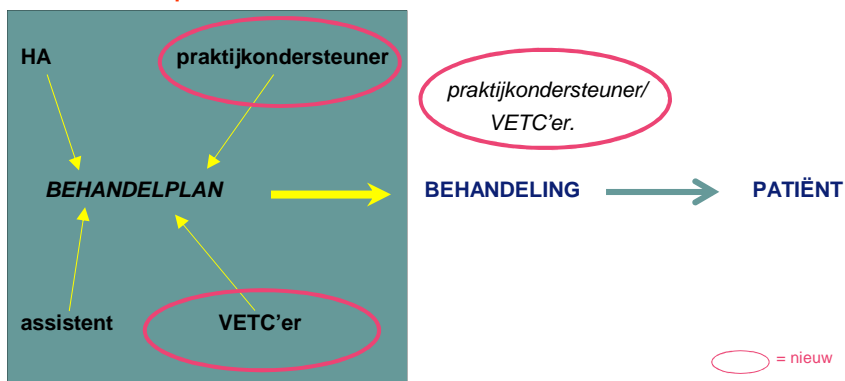 HA
praktijkondersteuner
praktijkondersteuner/
VETC'er.
BEHANDELPLAN
BEHANDELING
PATIËNT
assistent
VETC'er
= nieuw